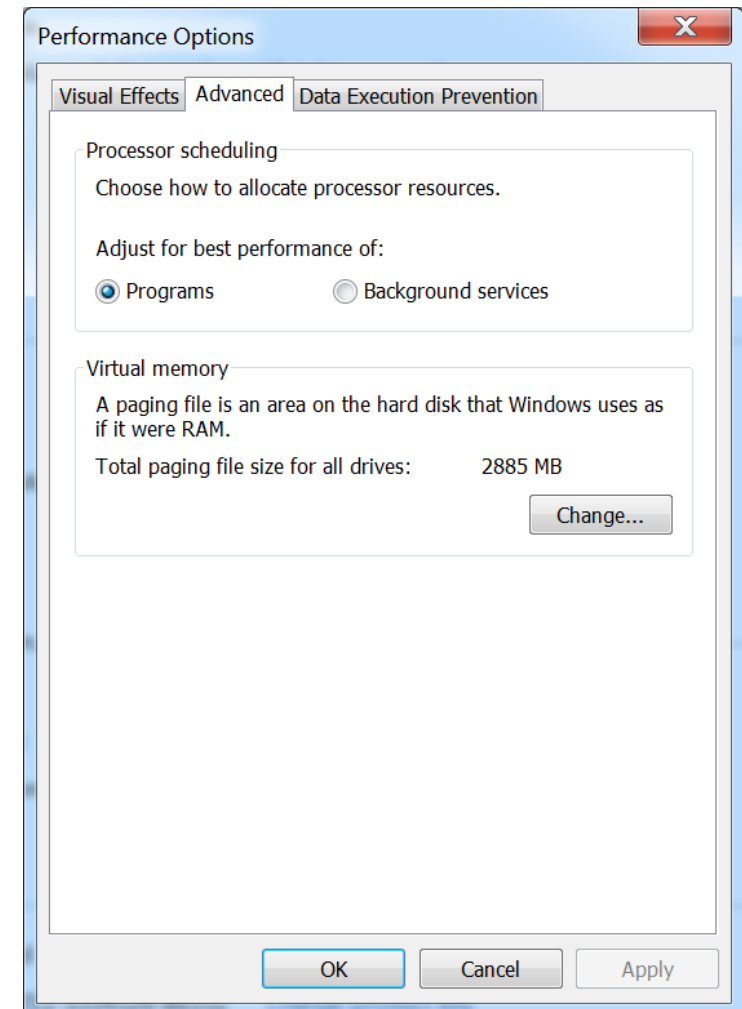 Performance Options
Visual Effects Advanced Data Execution Prevention
Processor scheduling
Choose how to allocate processor resources.
Adjust for best performance of:
Programs Background services
Virtual memory
A paging file is an area on the hard disk that Windows uses as
if it were RAM.
Total paging file size for all drives: 2885 MB
Change...
OK Cancel Apply